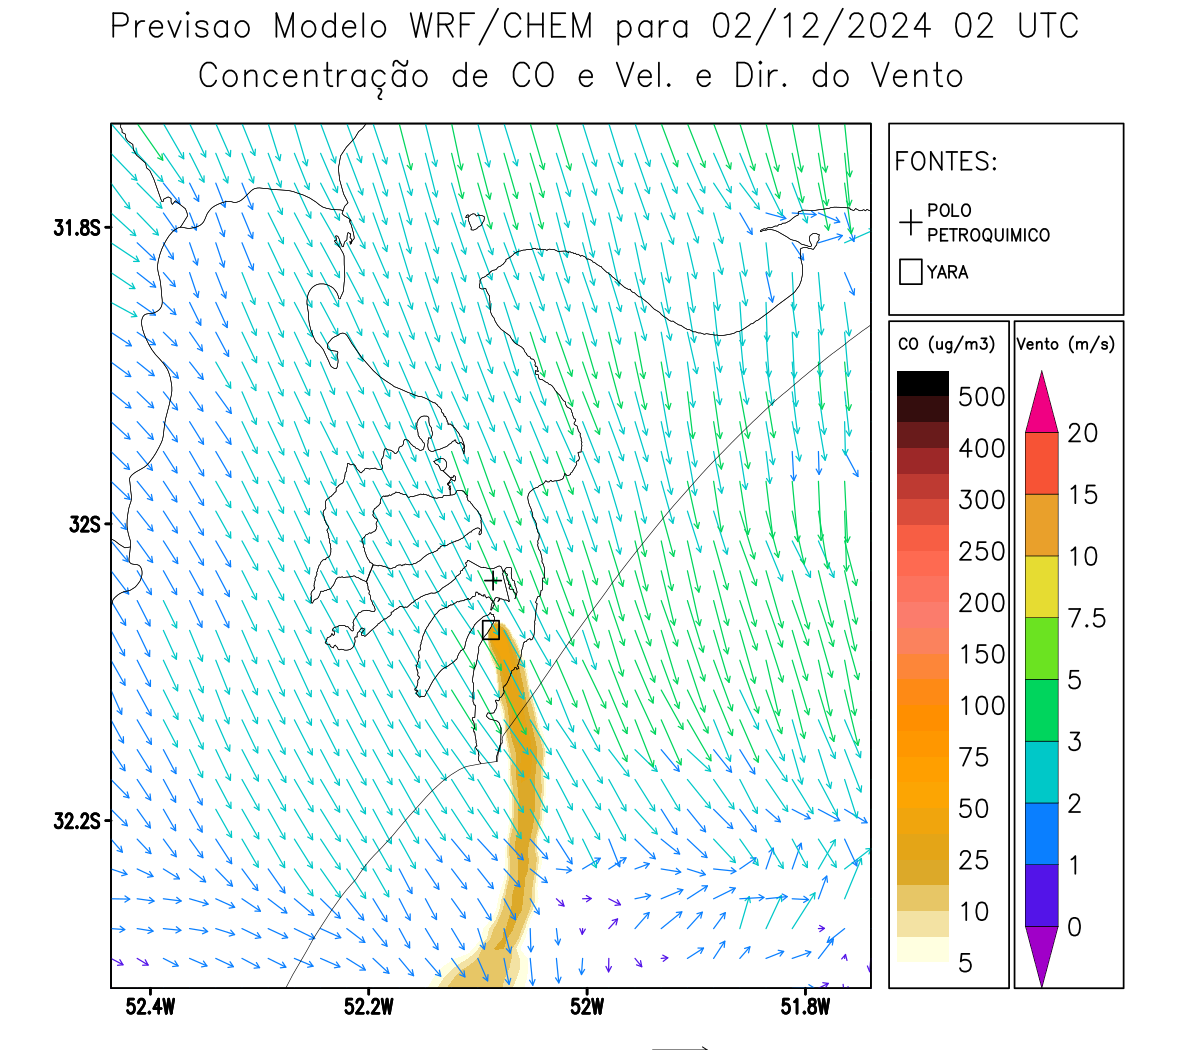 Previsao Modelo WRF/CHEM para 02/12/2024 02 UTC
Concentração de CO e Vel. e Dir. do Vento
FONTES:
POLO
PETROQUIMICO
YARA
CO (ug/m3)
500
400
300
250
200
150
100
75
50
25
10
5
Vento (m/s)
20
15
10
7.5
5
3
2
1
0
31.8S
32S
32.2S
52.4W 52.2W 52W 51.8W